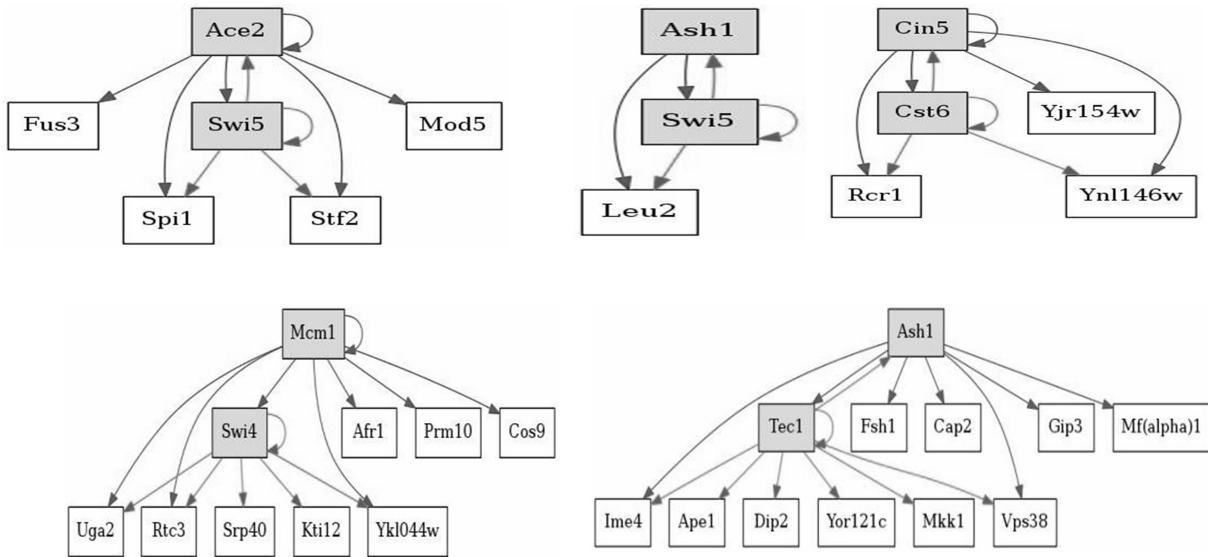 Ace2
Fus3
Swi5
Mod5
Spi1
Stf2
Ash1
Swi5
Leu2
Cin5
Cst6
Yjr154w
Rcr1
Ynl146w
Mcm1
Swi4
Afr1
Prm10
Cos9
Uga2
Rtc3
Srp40
Kti12
Ykl044w
Ash1
Tec1
Fsh1
Cap2
Gip3
Mf(alpha)1
Ime4
Ape1
Dip2
Yor121c
Mkk1
Vps38